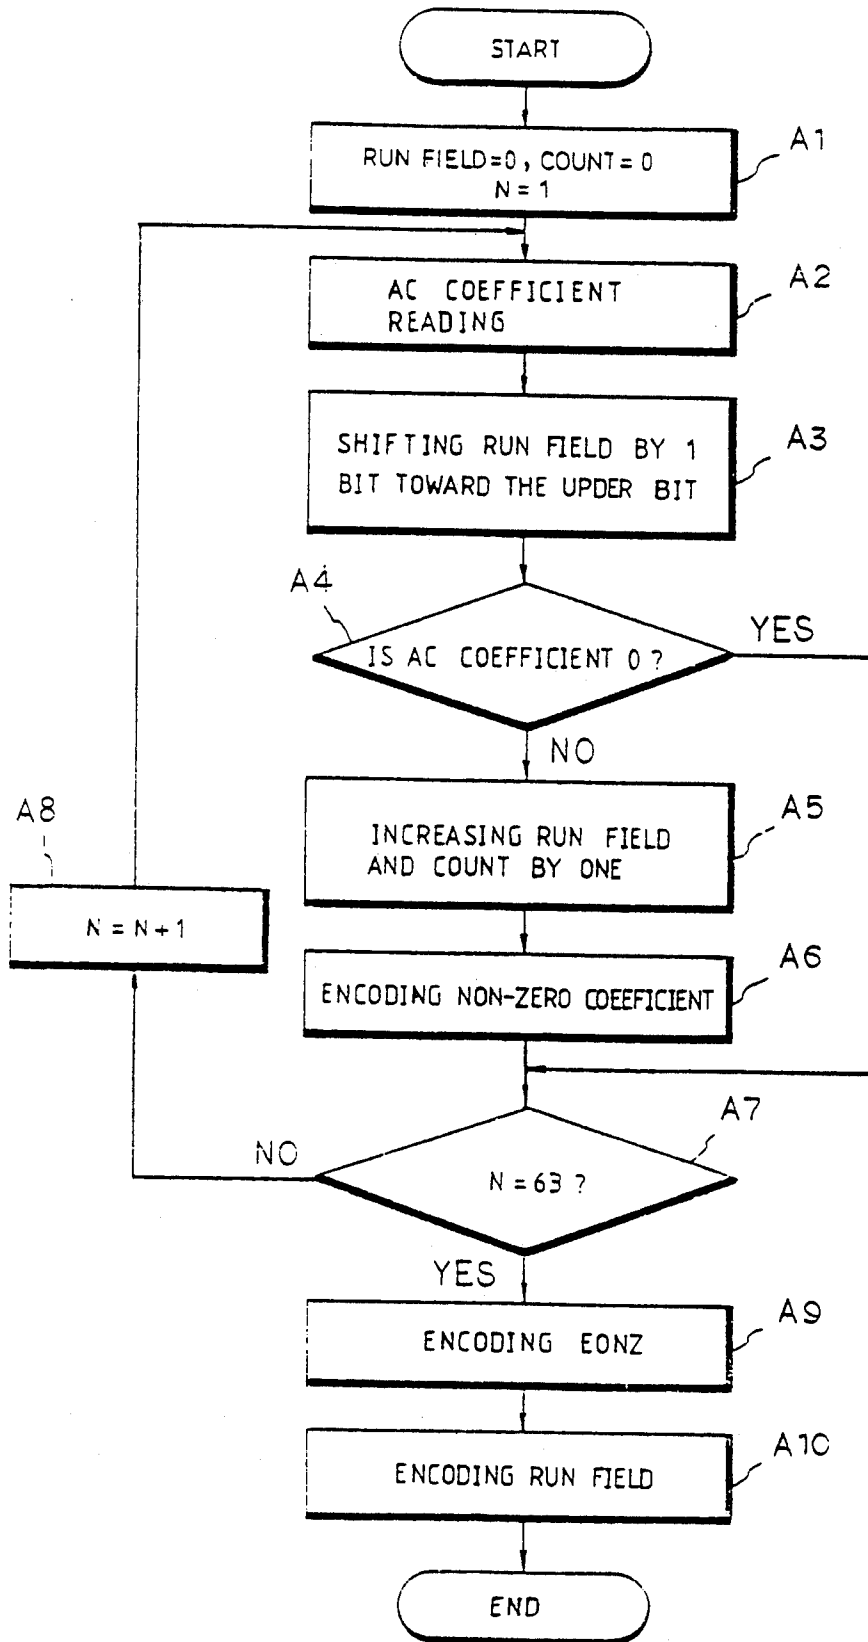 START
A1
RUN FIELD=0, COUNT=0
N=1
A2
AC COEFFICIENT
READING
A3
SHIFTING RUN FIELD BY 1
BIT TOWARD THE UPDER BIT
A4
YES
IS AC COEFFICIENT 0?
NO
A5
INCREASING RUN FIELD
AND COUNT BY ONE
A8
N=N+1
A6
ENCODING NON-ZERO COEEFICIENT
A7
NO
N=63?
YES
A9
ENCODING EONZ
A10
ENCODING RUN FIELD
END